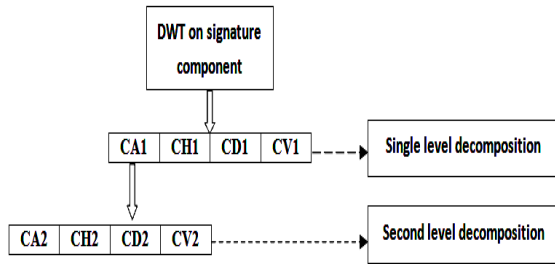 DWT on signature
component
CA1 CH1 CD1 CV1
Single level decomposition
CA2 CH2 CD2 CV2
Second level decomposition